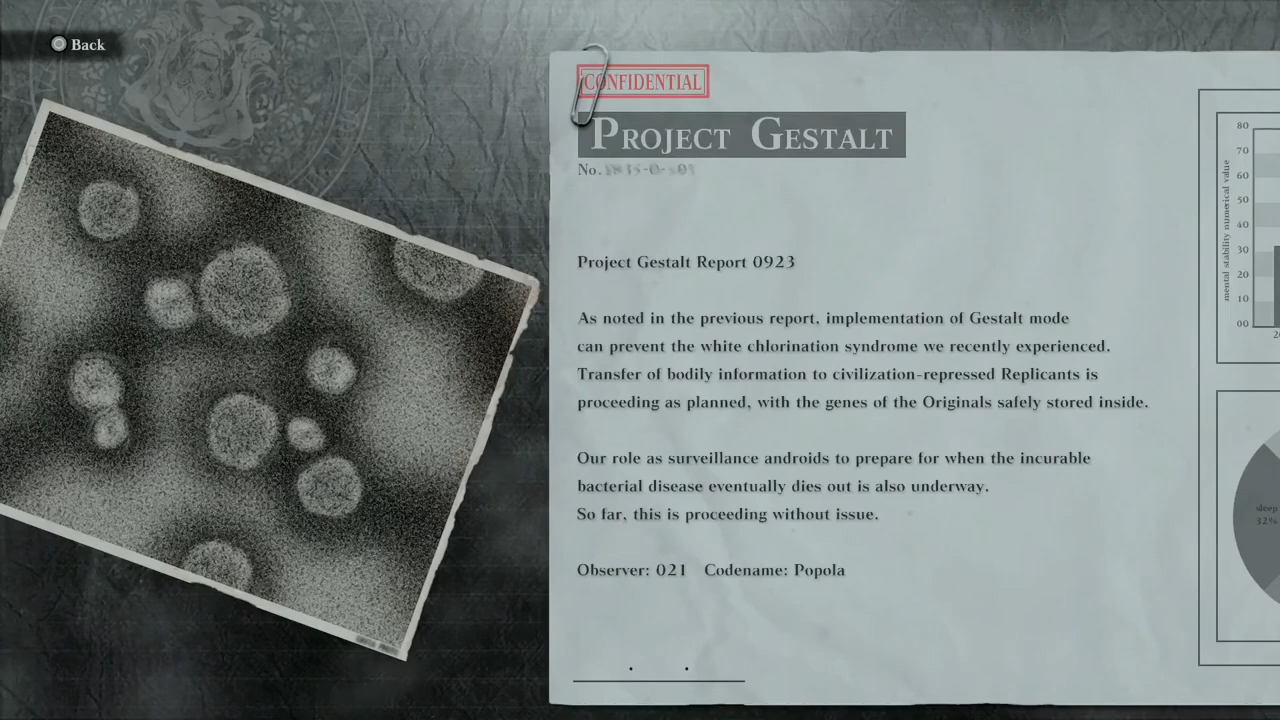 Back
CONFIDENTIAL
PROJECT GESTALT
No.
Project Gestalt Report 0923
As noted in the previous report, implementation of Gestalt mode
can prevent the white chlorination syndrome we recently experienced.
Transfer of bodily information to civilization-repressed Replicants is
proceeding as planned, with the genes of the Originals safely stored inside.
Our role as surveillance androids to prepare for when the incurable
bacterial disease eventually dies out is also underway.
So far, this is proceeding without issue.
Observer: 021 Codename: Popola
mental stability numerical value
80
70
60
50
40
30
20
10
00
sleep
32%